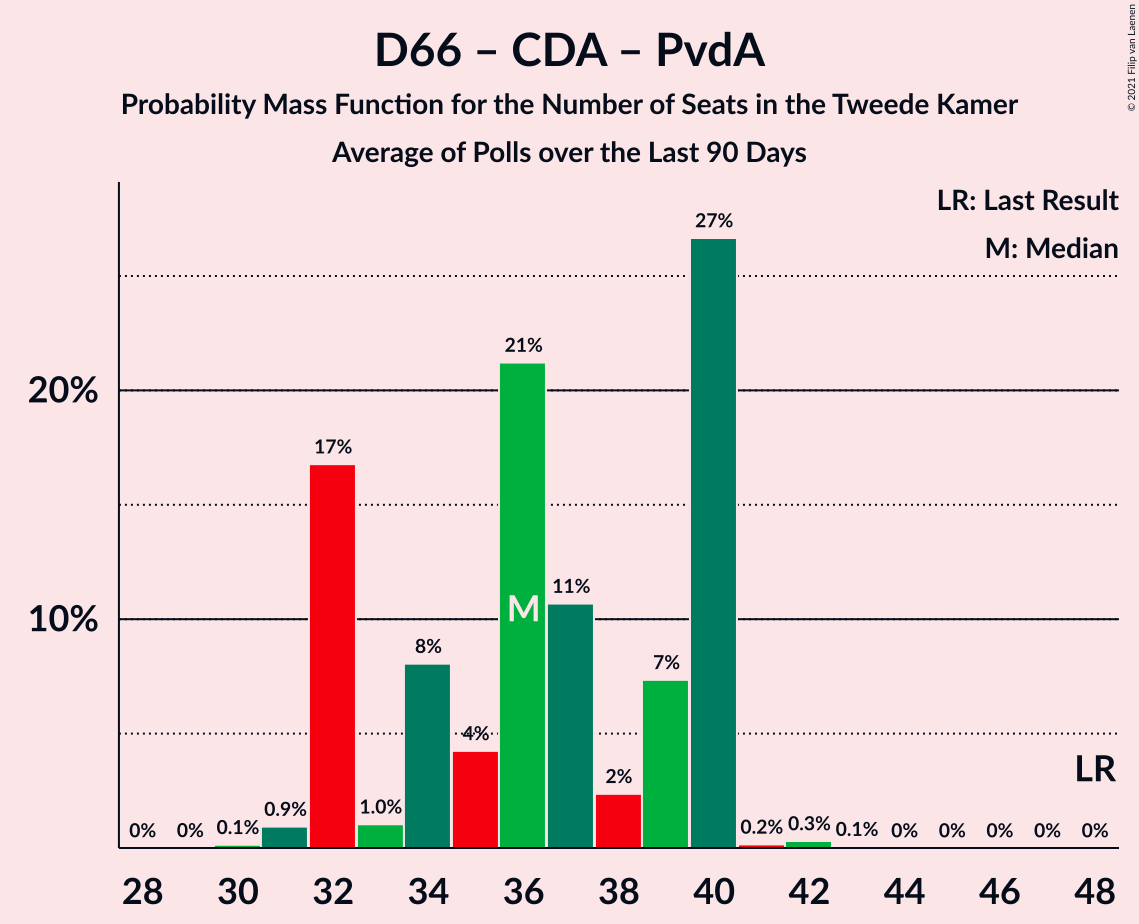 D66 – CDA – PvdA
Probability Mass Function for the Number of Seats in the Tweede Kamer
Average of Polls over the Last 90 Days
© 2021 Filip van Laenen
LR: Last Result
M: Median
27%
21%
20%
17%
11%
M
10%
8%
7%
4%
2%
LR
0% 0% 0.1% 0.9% 1.0% 0.2% 0.3% 0.1% 0% 0% 0% 0% 0%
28 30 32 34 36 38 40 42 44 46 48